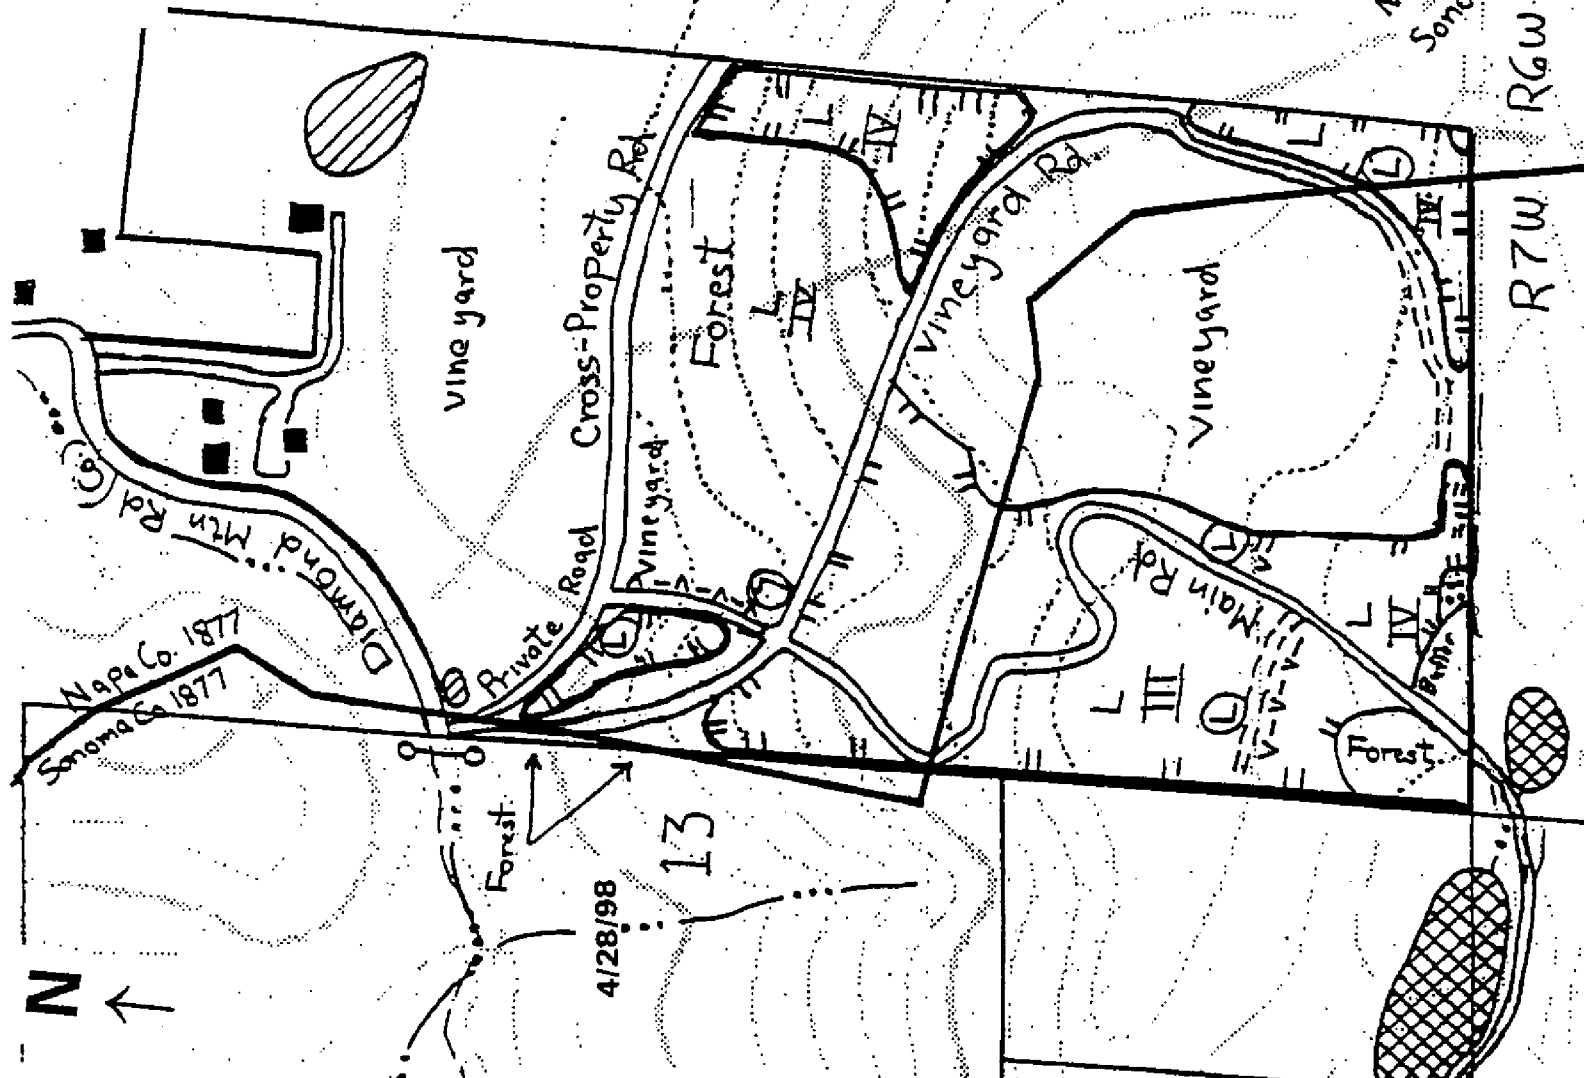 Sono
R6W
R7W
Vineyard
Cross-Property Rd
Forest
L
IV
L
IV
Vineyard Rd
L
L
IV
Vineyard
Vineyard
Private Road
L
L
Diamond Mtn Rd
(Co.)
Napa Co. 1877
Sonoma Co 1877
Main Rd
L
L
IV
L
III
L
Forest
Forest
13
4/28/98
N